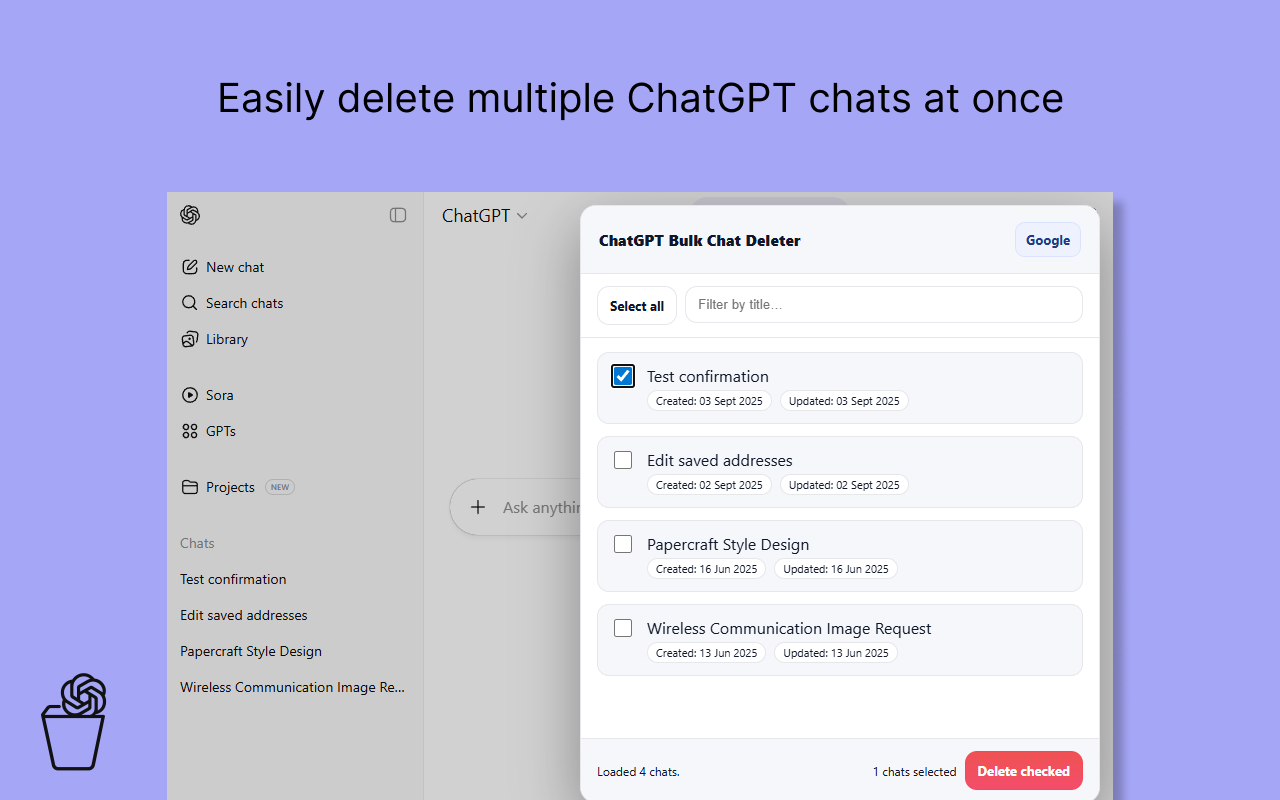 Easily delete multiple ChatGPT chats at once
ChatGPT
New chat
Search chats
Library
Sora
GPTs
Projects NEW
Chats
Test confirmation
Edit saved addresses
Papercraft Style Design
Wireless Communication Image Re...
Ask anythin
ChatGPT Bulk Chat Deleter
Google
Select all
Filter by title...
Test confirmation
Created: 03 Sept 2025 Updated: 03 Sept 2025
Edit saved addresses
Created: 02 Sept 2025 Updated: 02 Sept 2025
Papercraft Style Design
Created: 16 Jun 2025 Updated: 16 Jun 2025
Wireless Communication Image Request
Created: 13 Jun 2025 Updated: 13 Jun 2025
Loaded 4 chats.
1 chats selected
Delete checked